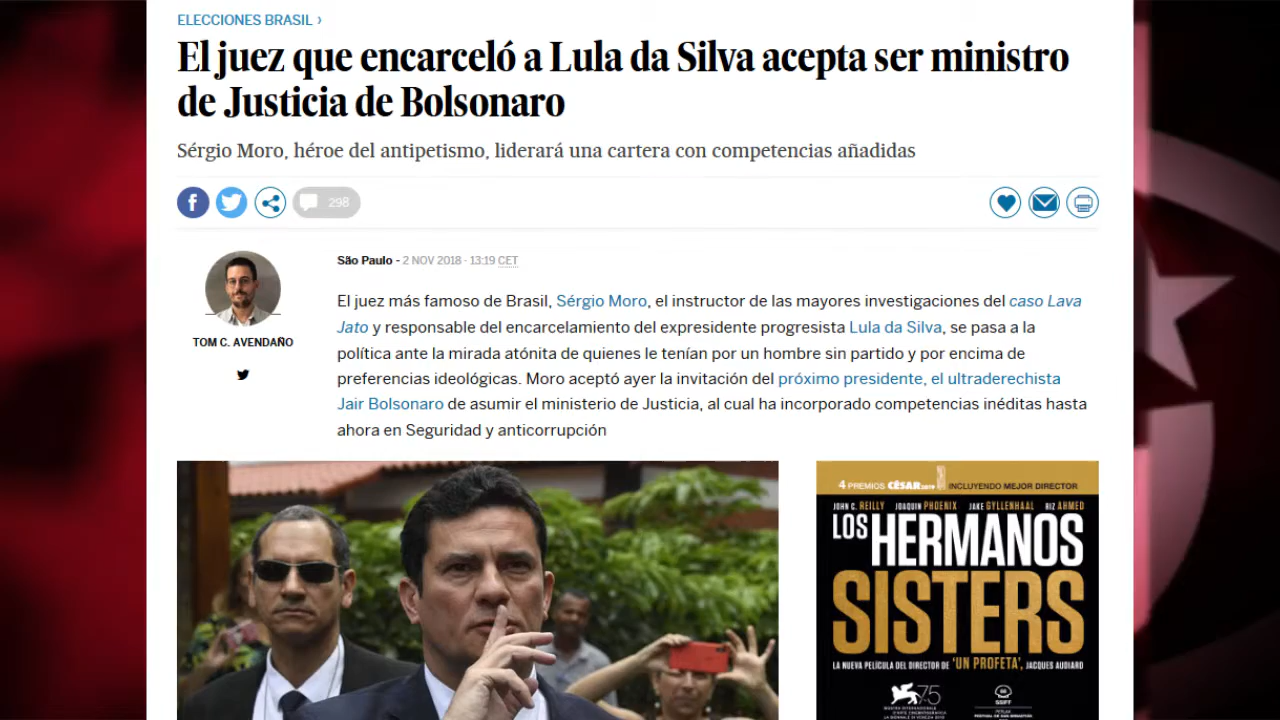 ELECCIONES BRASIL ›
El juez que encarceló a Lula da Silva acepta ser ministro
de Justicia de Bolsonaro
Sérgio Moro, héroe del antipetismo, liderará una cartera con competencias añadidas
298
São Paulo - 2 NOV 2018 - 13:19 CET
TOM C. AVENDAÑO
El juez más famoso de Brasil, Sérgio Moro, el instructor de las mayores investigaciones del caso Lava
Jato y responsable del encarcelamiento del expresidente progresista Lula da Silva, se pasa a la
política ante la mirada atónita de quienes le tenían por un hombre sin partido y por encima de
preferencias ideológicas. Moro aceptó ayer la invitación del próximo presidente, el ultraderechista
Jair Bolsonaro de asumir el ministerio de Justicia, al cual ha incorporado competencias inéditas hasta
ahora en Seguridad y anticorrupción
4 PREMIOS CÉSAR 2019 INCLUYENDO MEJOR DIRECTOR
JOHN C. REILLY JOAQUIN PHOENIX JAKE GYLLENHAAL RIZ AHMED
LOS HERMANOS
SISTERS
LA NUEVA PELÍCULA DEL DIRECTOR DE 'UN PROFETA', JACQUES AUDIARD
75
SSIFF